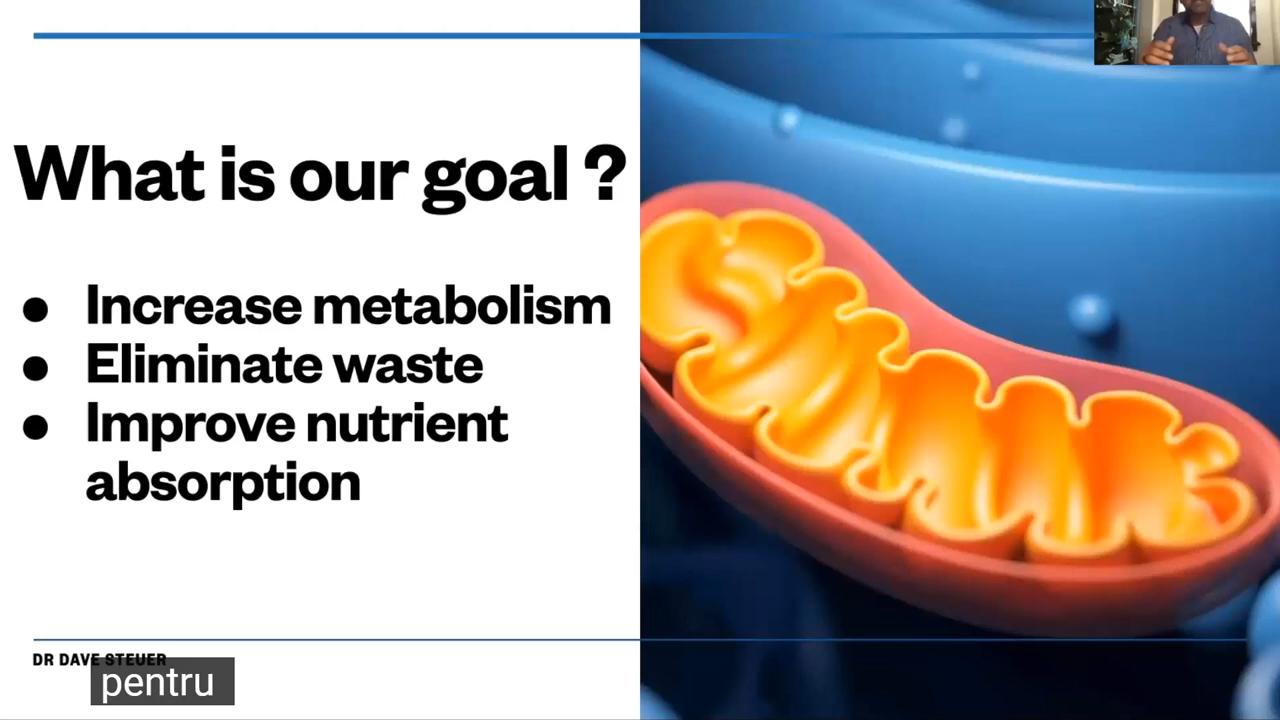 What is our goal ?
● Increase metabolism
● Eliminate waste
● Improve nutrient
absorption
DR DAVE STEUER
pentru